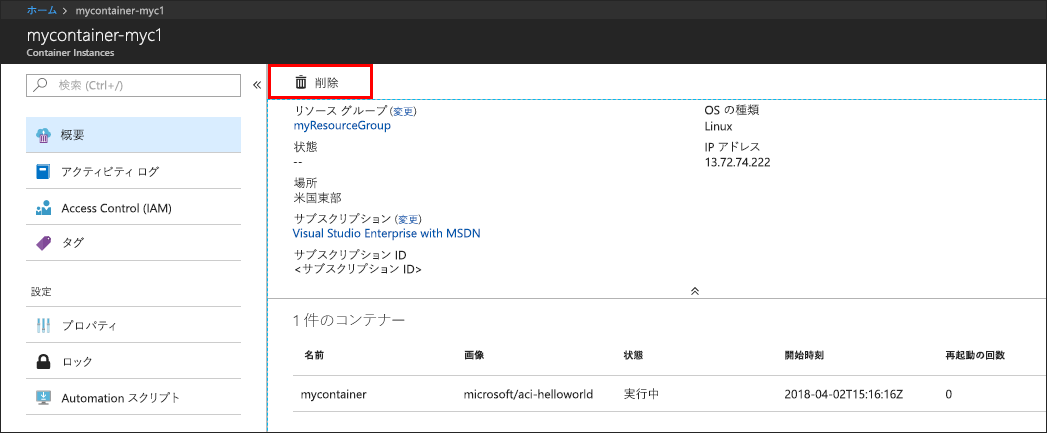 ホーム > mycontainer-myc1
mycontainer-myc1
Container Instances
検索 (Ctrl+/)
概要
アクティビティ ログ
Access Control (IAM)
タグ
設定
プロパティ
ロック
Automation スクリプト
削除
リソース グループ (変更)
myResourceGroup
状態
--
場所
米国東部
サブスクリプション (変更)
Visual Studio Enterprise with MSDN
サブスクリプション ID
<サブスクリプション ID>
OS の種類
Linux
IP アドレス
13.72.74.222
1 件のコンテナー
名前 画像 状態 開始時刻 再起動の回数
mycontainer microsoft/aci-helloworld 実行中 2018-04-02T15:16:16Z 0